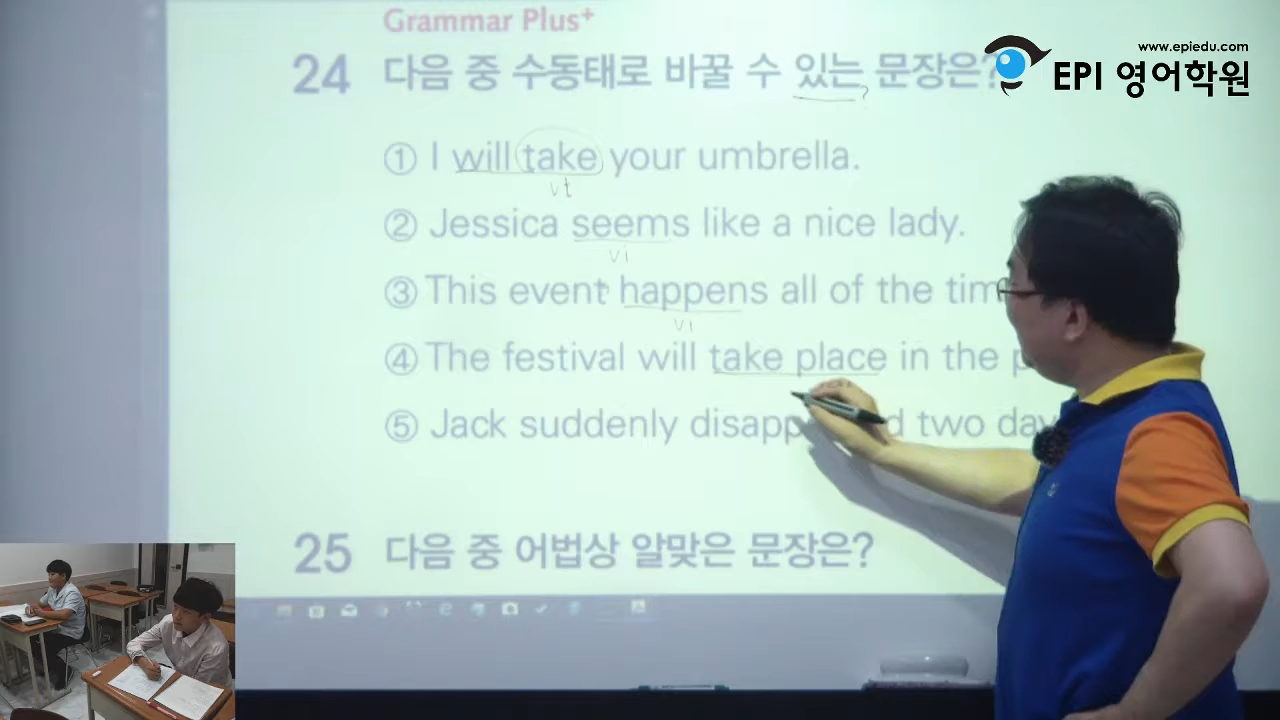 Grammar Plus+
www.epiedu.com
EPI 영어학원
24 다음 중 수동태로 바꿀 수 있는 문장은?
?
① I will take your umbrella.
vt
② Jessica seems like a nice lady.
vi
③ This event happens all of the tim
vi
④ The festival will take place in the p
⑤ Jack suddenly disapp d two day
25 다음 중 어법상 알맞은 문장은?